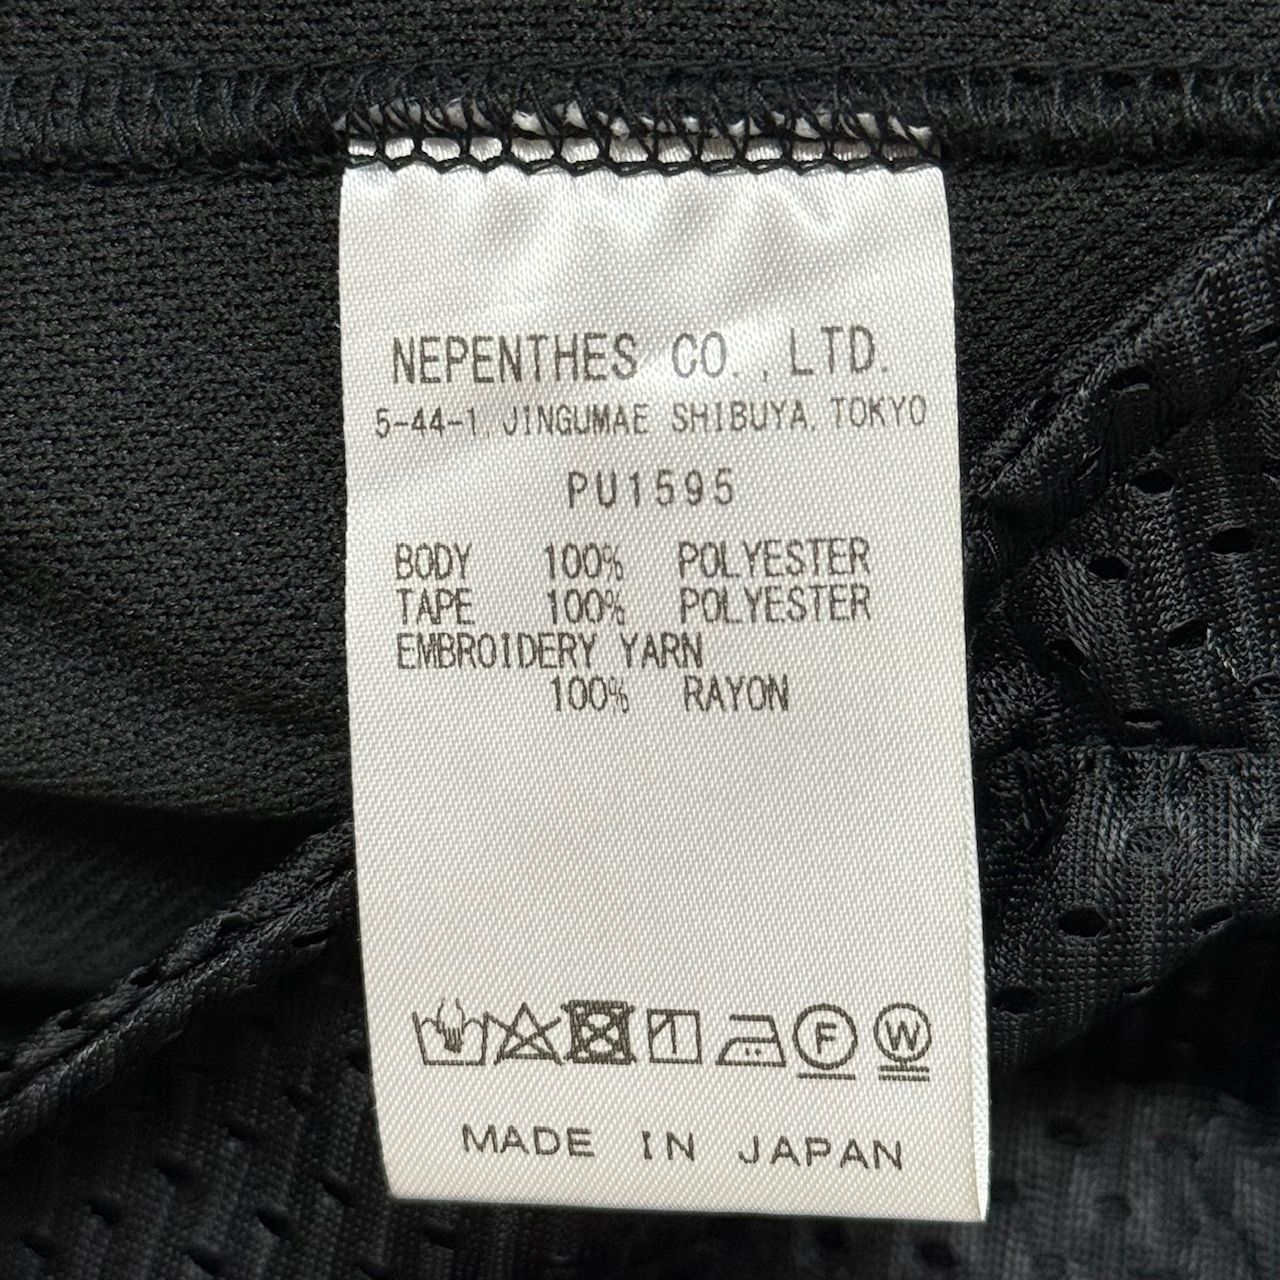 NEPENTHES CO., LTD.
5-44-1, JINGUMAE SHIBUYA, TOKYO
PU1595
BODY 100% POLYESTER
TAPE 100% POLYESTER
EMBROIDERY YARN
100% RAYON
F W
MADE IN JAPAN